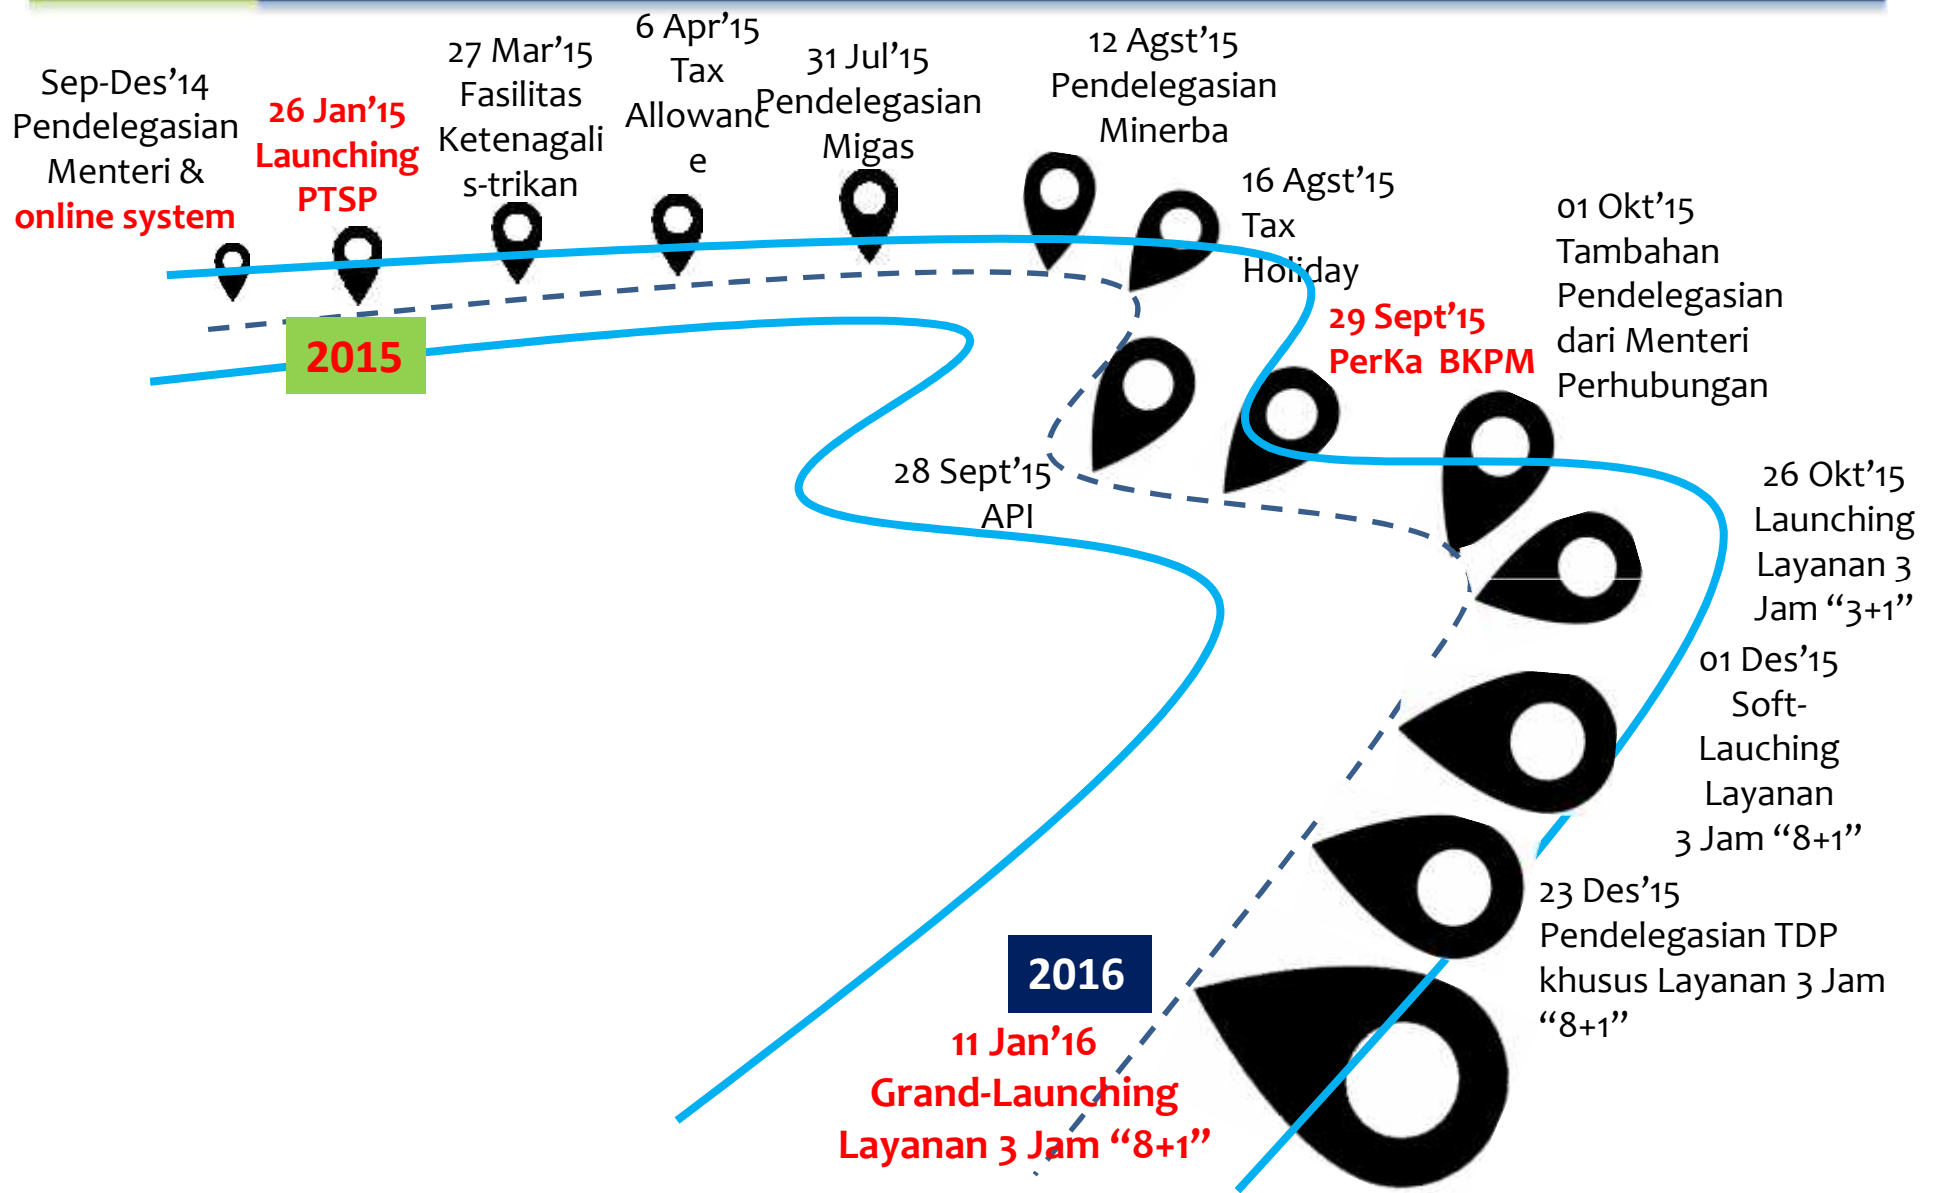 Sep-Des’14
Pendelegasian
Menteri &
online system
26 Jan’15
Launching
PTSP
27 Mar’15
Fasilitas
Ketenagali
s-trikan
6 Apr’15
Tax
Allowanc
e
31 Jul’15
Pendelegasian
Migas
12 Agst’15
Pendelegasian
Minerba
16 Agst’15
Tax
Holiday
2015
28 Sept’15
API
29 Sept’15
PerKa BKPM
01 Okt’15
Tambahan
Pendelegasian
dari Menteri
Perhubungan
26 Okt’15
Launching
Layanan 3
Jam “3+1”
01 Des’15
Soft-
Lauching
Layanan
3 Jam “8+1”
23 Des’15
Pendelegasian TDP
khusus Layanan 3 Jam
“8+1”
2016
11 Jan’16
Grand-Launching
Layanan 3 Jam “8+1”